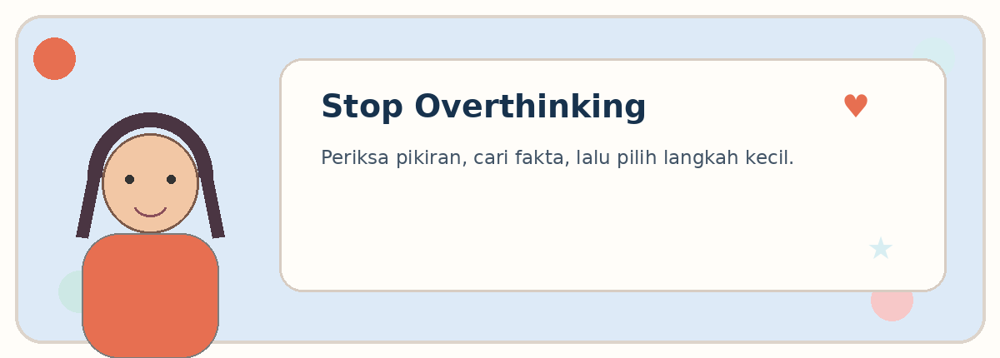 Stop Overthinking
Periksa pikiran, cari fakta, lalu pilih langkah kecil.